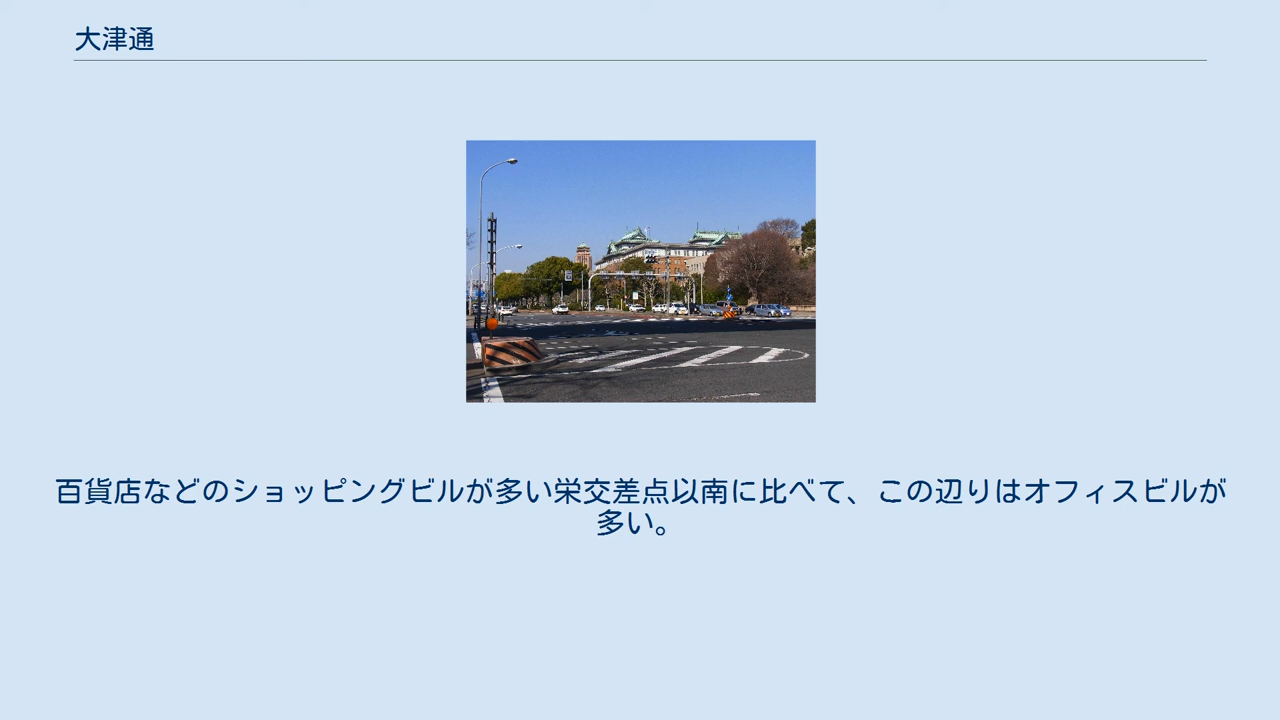 大津通
百貨店などのショッピングビルが多い栄交差点以南に比べて、この辺りはオフィスビルが
多い。